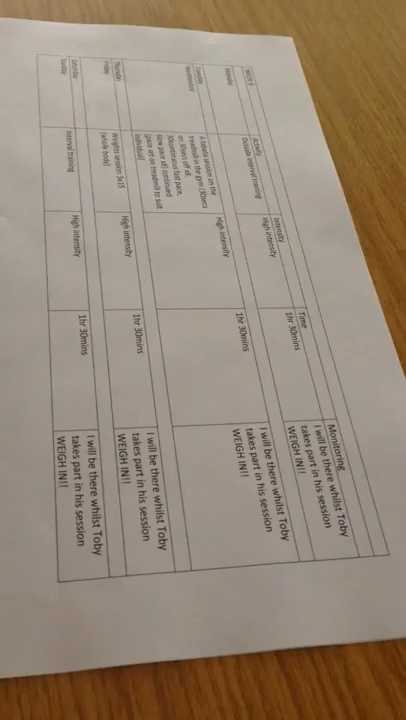 WEEK 6
Activity Intensity Time Monitoring
Monday Outside interval training High intensity 1hr 30mins I will be there whilst Toby
takes part in his session
WEIGH IN!!
Tuesday
Wednesday A tabata session on the
treadmill in the gym (30secs
on 30secs off x6
30continuous fast pace,
slow pace x8) continued
(pace set on treadmill to suit
individual)
High intensity 1hr 30mins I will be there whilst Toby
takes part in his session
WEIGH IN!!
Thursday
Friday Weights session 3x15
(whole body)
High intensity 1hr 30mins I will be there whilst Toby
takes part in his session
WEIGH IN!!
Saturday
Sunday Interval training High intensity 1hr 30mins I will be there whilst Toby
takes part in his session
WEIGH IN!!